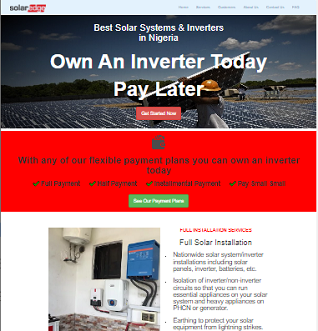 solaredge
Home Services Customers About Us Contact Us FAQ
Best Solar Systems & Inverters
in Nigeria
Own An Inverter Today
Pay Later
Get Started Now
With any of our flexible payment plans you can own an inverter
today
Full Payment Part Payment Instalmental Payment Pay Small Small
See Our Payment Plans
FULL INSTALLATION SERVICES
Full Solar Installation
Nationwide solar system/inverter
installations including solar
panels, inverter, batteries, etc.
Isolation of inverter/non-inverter
circuits so that you can run
essential appliances on your solar
system and heavy appliances on
PHCN or generator.
Earthing to protect your solar
equipment from lightning strikes.